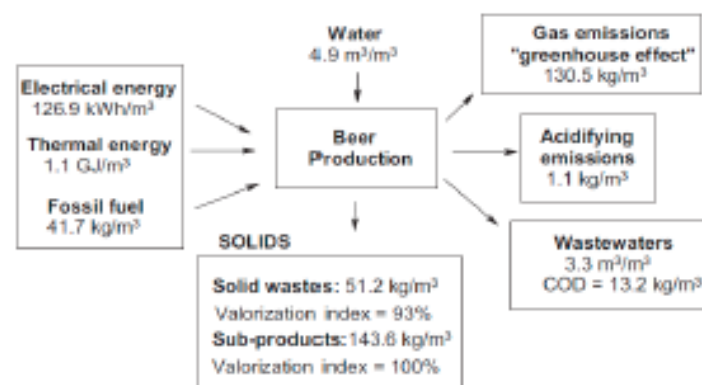 Water
4.9 m³/m³
Gas emissions
"greenhouse effect"
130.5 kg/m³
Electrical energy
126.9 kWh/m³
Thermal energy
1.1 GJ/m³
Fossil fuel
41.7 kg/m³
Beer
Production
Acidifying
emissions
1.1 kg/m³
Wastewaters
3.3 m³/m³
COD = 13.2 kg/m³
SOLIDS
Solid wastes: 51.2 kg/m³
Valorization index = 93%
Sub-products: 143.6 kg/m³
Valorization index = 100%